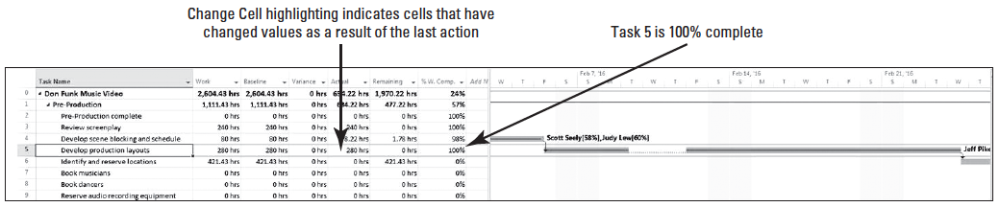 Change Cell highlighting indicates cells that have
changed values as a result of the last action
Task 5 is 100% complete
Feb 7, '16 Feb 14, '16 Feb 21, '16
Task Name Work Baseline Variance Remaining % W. Comp. Add N W T F S S M T W T F S S M T W T F S S M T W T
0 Don Funk Music Video 2,604.43 hrs 2,604.43 hrs 0 hrs hrs 1,970.22 hrs 24%
1 Pre-Production 1,111.43 hrs 1,111.43 hrs 0 hrs hrs 477.22 hrs 57%
2 Pre-Production complete 0 hrs 0 hrs 0 hrs 0 hrs 0 hrs 100%
3 Review screenplay 240 hrs 240 hrs 0 hrs 240 hrs 0 hrs 100%
4 Develop scene blocking and schedule 80 hrs 80 hrs 0 hrs hrs 1.78 hrs 98% Scott Seely[58%],Judy Lew[60%]
5 Develop production layouts 280 hrs 280 hrs 0 hrs 280 hrs 0 hrs 100% Jeff Pike
6 Identify and reserve locations 421.43 hrs 421.43 hrs 0 hrs 0 hrs 421.43 hrs 0%
7 Book musicians 0 hrs 0 hrs 0 hrs 0 hrs 0 hrs 0%
8 Book dancers 0 hrs 0 hrs 0 hrs 0 hrs 0 hrs 0%
9 Reserve audio recording equipment 0 hrs 0 hrs 0 hrs 0 hrs 0 hrs 0%